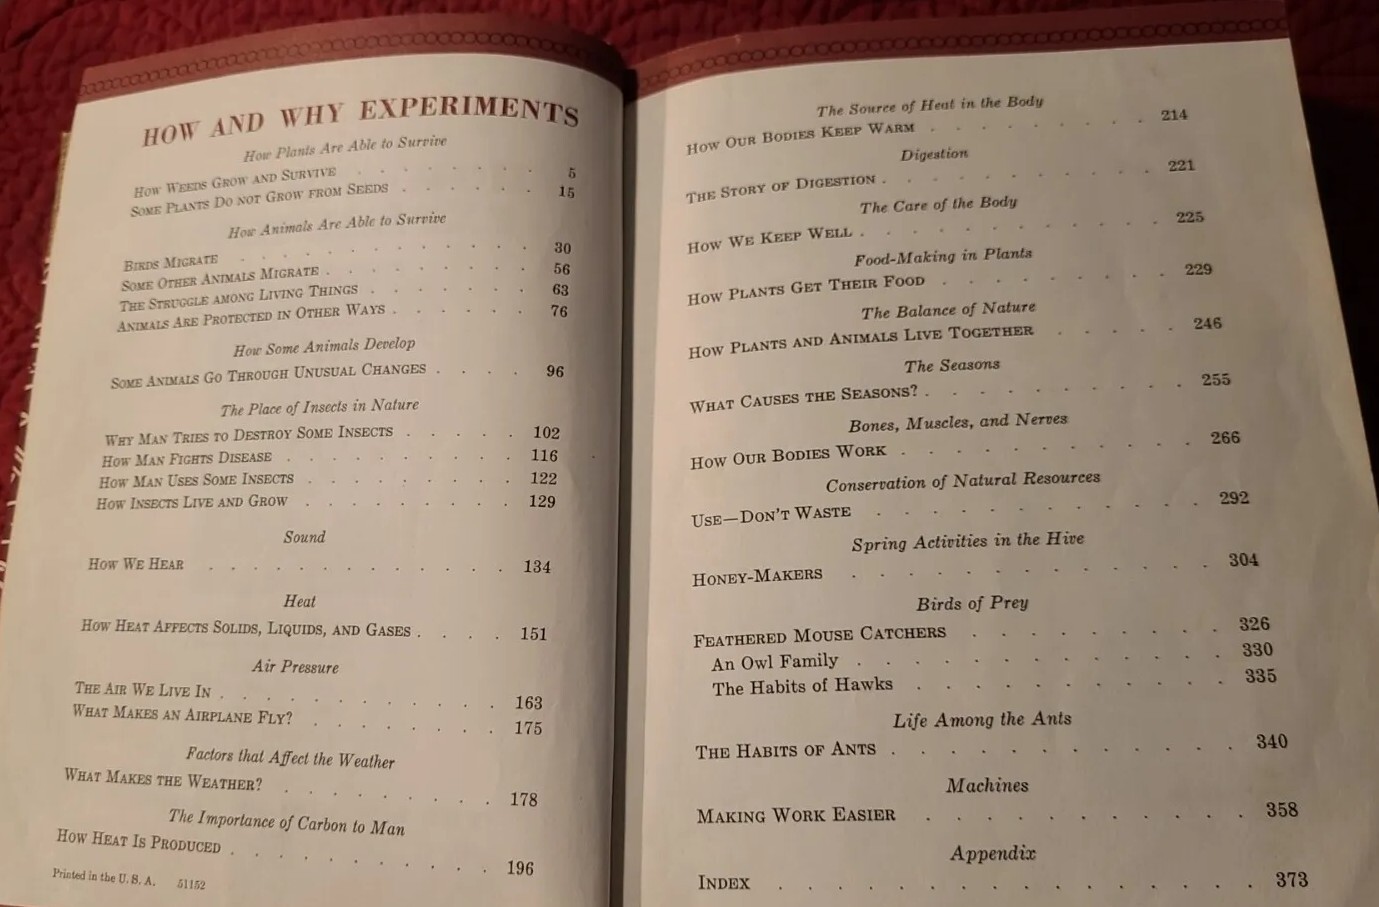 HOW AND WHY EXPERIMENTS
How Plants Are Able to Survive
HOW WEEDS GROW AND SURVIVE . . . . . . . 5
SOME PLANTS DO NOT GROW FROM SEEDS . . . . . . 15
How Animals Are Able to Survive
BIRDS MIGRATE . . . . . . . . . 30
SOME OTHER ANIMALS MIGRATE . . . . . . . . 56
THE STRUGGLE AMONG LIVING THINGS . . . . . . . 63
ANIMALS ARE PROTECTED IN OTHER WAYS . . . . . . 76
How Some Animals Develop
SOME ANIMALS GO THROUGH UNUSUAL CHANGES . . . . 96
The Place of Insects in Nature
WHY MAN TRIES TO DESTROY SOME INSECTS . . . . . 102
HOW MAN FIGHTS DISEASE . . . . . . . . . 116
HOW MAN USES SOME INSECTS . . . . . . . . 122
HOW INSECTS LIVE AND GROW . . . . . . . . 129
Sound
HOW WE HEAR . . . . . . . . . . . . 134
Heat
HOW HEAT AFFECTS SOLIDS, LIQUIDS, AND GASES . . . . 151
Air Pressure
THE AIR WE LIVE IN . . . . . . . . . . 163
WHAT MAKES AN AIRPLANE FLY? . . . . . . . 175
Factors that Affect the Weather
WHAT MAKES THE WEATHER? . . . . . . . . 178
The Importance of Carbon to Man
HOW HEAT IS PRODUCED . . . . . . . . . . 196
Printed in the U. S. A. 51152
The Source of Heat in the Body
HOW OUR BODIES KEEP WARM . . . . . . . . 214
Digestion
THE STORY OF DIGESTION . . . . . . . . . . 221
The Care of the Body
HOW WE KEEP WELL . . . . . . . . . . . 225
Food-Making in Plants
HOW PLANTS GET THEIR FOOD . . . . . . . . 229
The Balance of Nature
HOW PLANTS AND ANIMALS LIVE TOGETHER . . . . . 246
The Seasons
WHAT CAUSES THE SEASONS? . . . . . . . . . 255
Bones, Muscles, and Nerves
HOW OUR BODIES WORK . . . . . . . . . . 266
Conservation of Natural Resources
USE—DON'T WASTE . . . . . . . . . . . 292
Spring Activities in the Hive
HONEY-MAKERS . . . . . . . . . . . . 304
Birds of Prey
FEATHERED MOUSE CATCHERS . . . . . . . . . 326
An Owl Family . . . . . . . . . . . . 330
The Habits of Hawks . . . . . . . . . . 335
Life Among the Ants
THE HABITS OF ANTS . . . . . . . . . . . 340
Machines
MAKING WORK EASIER . . . . . . . . . . 358
Appendix
INDEX . . . . . . . . . . . . . . 373